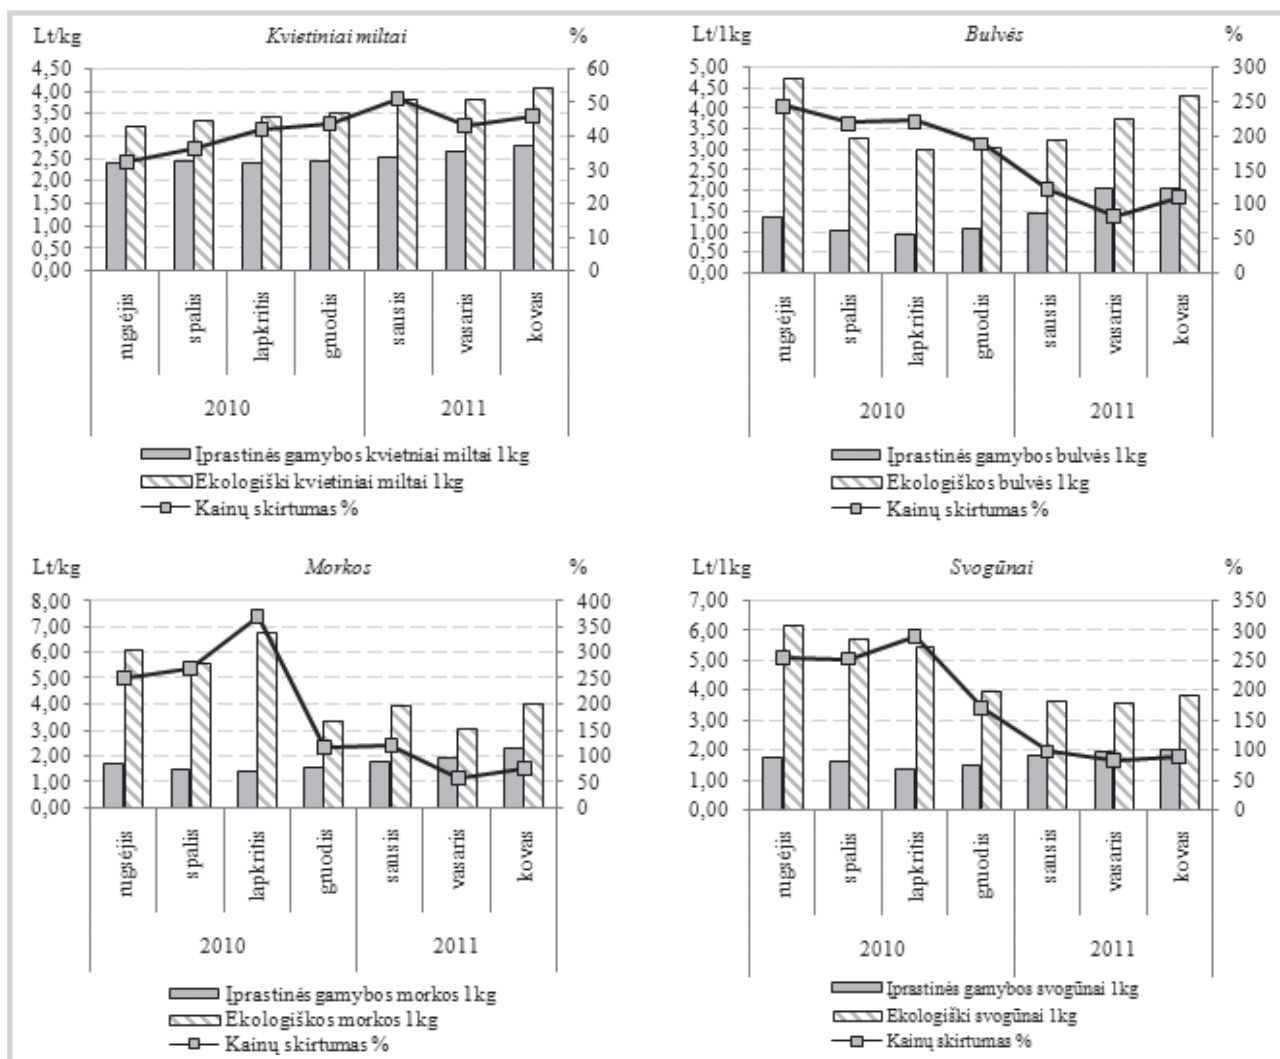 Lt/kg Kvietiniai miltai %
4,50 60
4,00 50
3,50
3,00 40
2,50 30
2,00
1,50 20
1,00 10
0,50
0,00 0
rugsėjis spalis lapkritis gruodis sausis vasaris kovas
2010 2011
Įprastinės gamybos kvietniai miltai 1kg
Ekologiški kvietiniai miltai 1kg
Kainų skirtumas %
Lt/1kg Bulvės %
5,00 300
4,50 250
4,00
3,50 200
3,00
2,50 150
2,00
1,50 100
1,00 50
0,50
0,00 0
rugsėjis spalis lapkritis gruodis sausis vasaris kovas
2010 2011
Įprastinės gamybos bulvės 1kg
Ekologiškos bulvės 1kg
Kainų skirtumas %
Lt/kg Morkos %
8,00 400
7,00 350
6,00 300
5,00 250
4,00 200
3,00 150
2,00 100
1,00 50
0,00 0
rugsėjis spalis lapkritis gruodis sausis vasaris kovas
2010 2011
Įprastinės gamybos morkos 1kg
Ekologiškos morkos 1kg
Kainų skirtumas %
Lt/1kg Svogūnai %
7,00 350
6,00 300
5,00 250
4,00 200
3,00 150
2,00 100
1,00 50
0,00 0
rugsėjis spalis lapkritis gruodis sausis vasaris kovas
2010 2011
Įprastinės gamybos svogūnai 1kg
Ekologiški svogūnai 1kg
Kainų skirtumas %